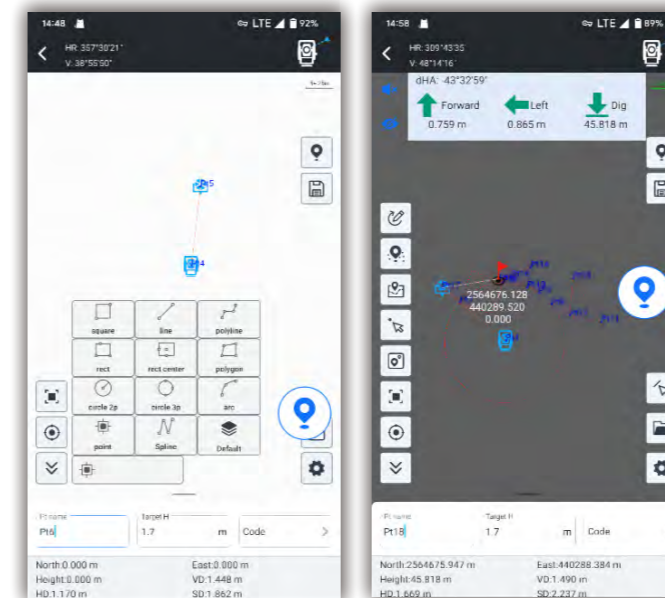 14:48
LTE 92%
HR: 357°30'21"
V: 38°55'50"
Pt5
Pt4
square
line
polyline
rect
rect center
polygon
circle 2p
circle 3p
arc
point
Spline
Default
Pt name
Target H
Pt6
1.7 m
Code
North:0.000 m
East:0.000 m
Height:0.000 m
VD:1.448 m
HD:1.170 m
SD:1.862 m
14:58
LTE 89%
HR: 309°43'35
V: 48°14'16
dHA: -43°32'59"
Forward
Left
Dig
0.759 m
0.865 m
45.818 m
2564676.128
440289.520
0.000
Pt name
Target H
Pt18
1.7 m
Code
North:2564675.947 m
East:440288.384 m
Height:45.818 m
VD:1.490 m
HD:1.669 m
SD:2.237 m